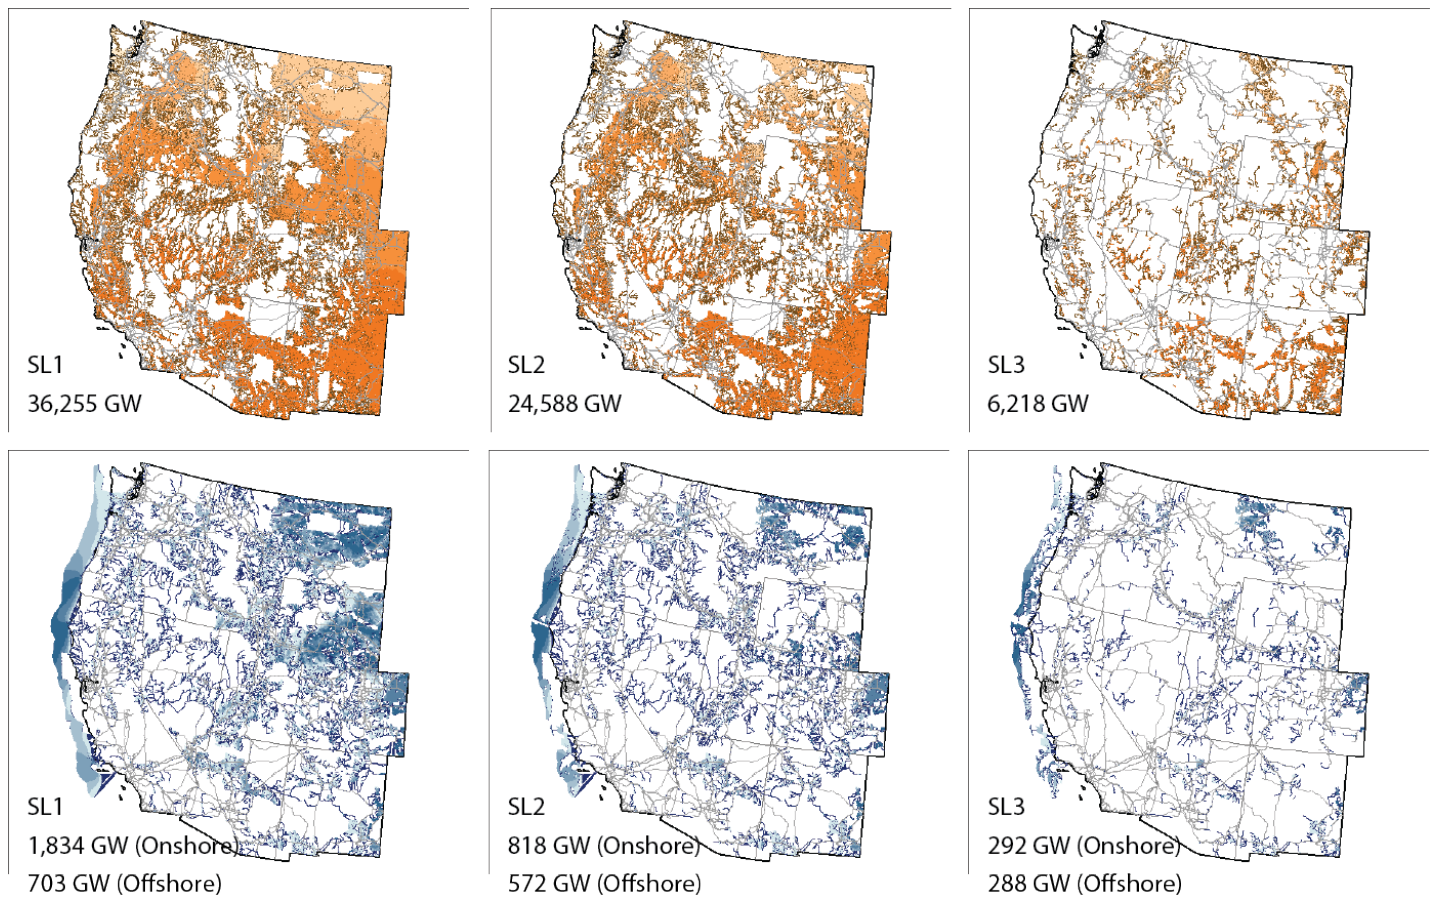 SL1
36,255 GW
SL2
24,588 GW
SL3
6,218 GW
SL1
1,834 GW (Onshore)
703 GW (Offshore)
SL2
818 GW (Onshore)
572 GW (Offshore)
SL3
292 GW (Onshore)
288 GW (Offshore)